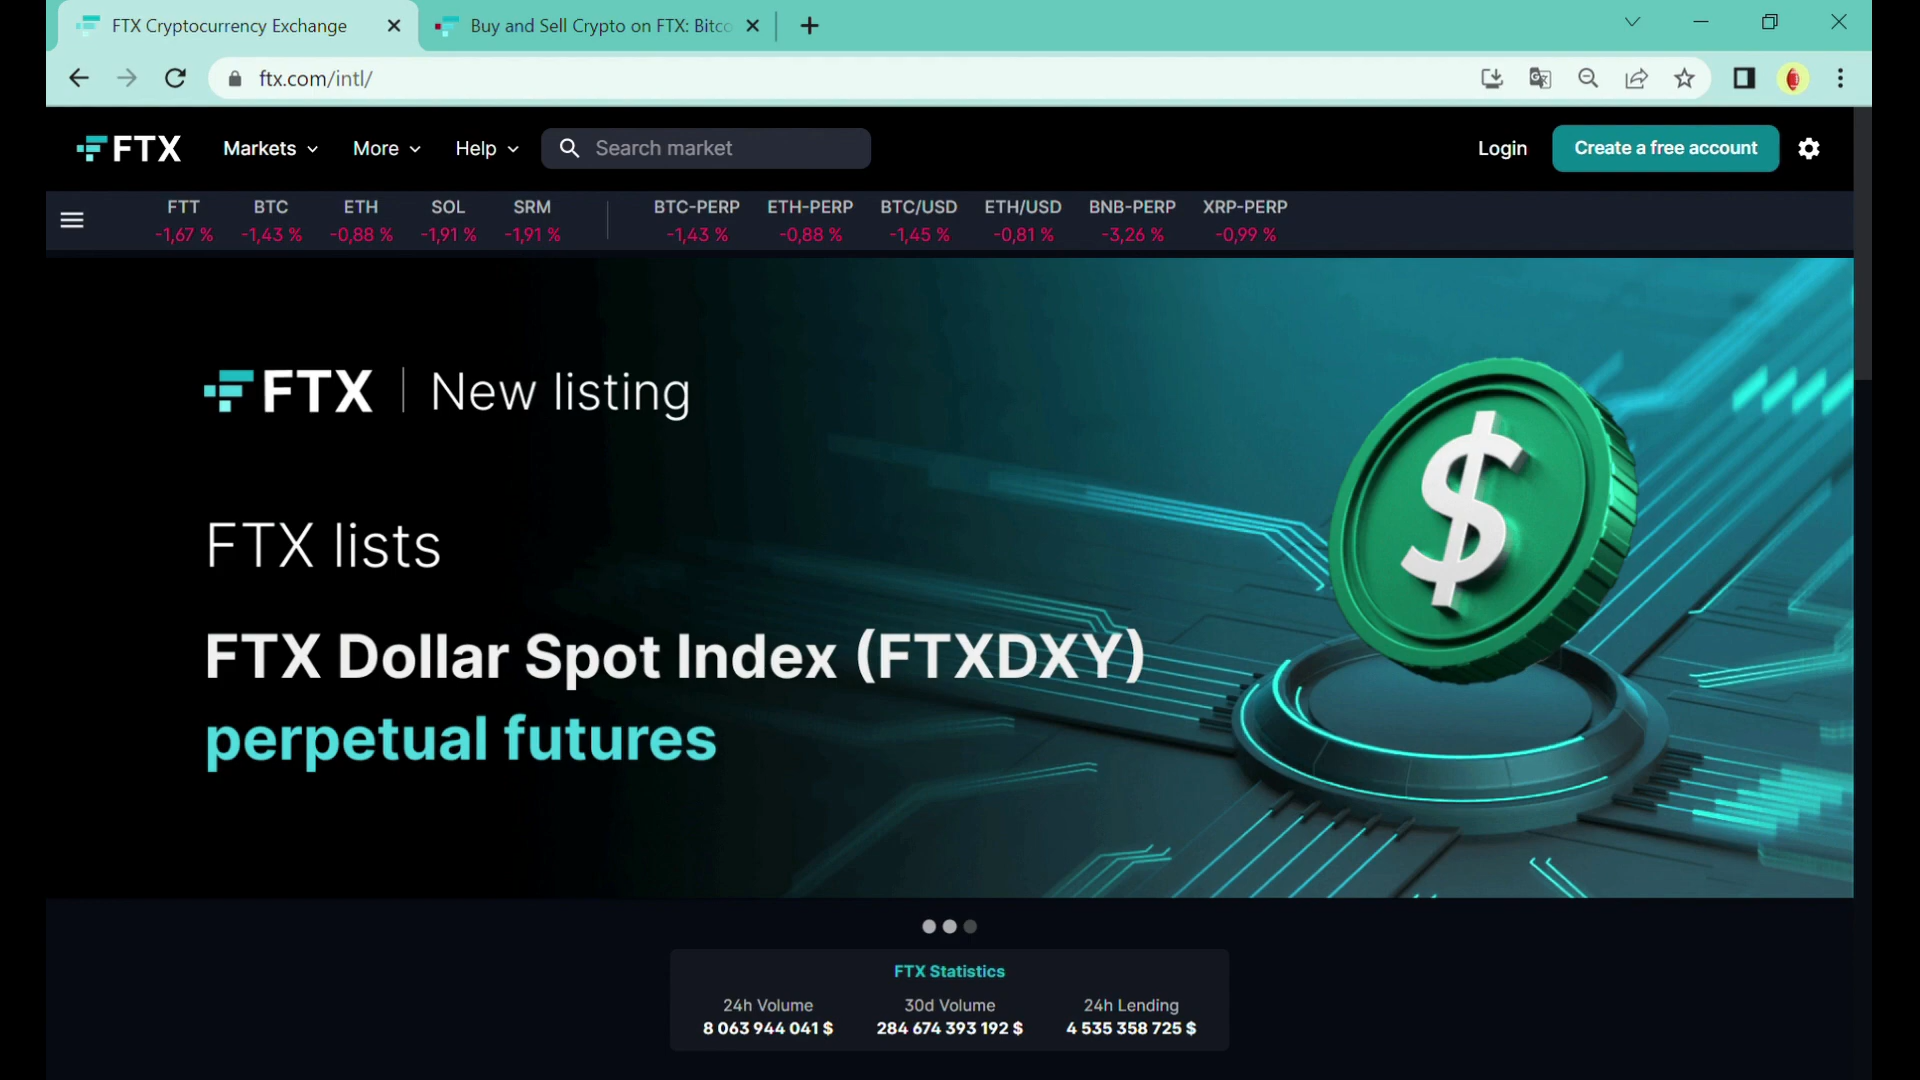 FTX Cryptocurrency Exchange
Buy and Sell Crypto on FTX: Bitco
ftx.com/intl/
FTX
Markets
More
Help
Search market
Login
Create a free account
FTT BTC ETH SOL SRM BTC-PERP ETH-PERP BTC/USD ETH/USD BNB-PERP XRP-PERP
-1,67 % -1,43 % -0,88 % -1,91 % -1,91 % -1,43 % -0,88 % -1,45 % -0,81 % -3,26 % -0,99 %
FTX | New listing
FTX lists
FTX Dollar Spot Index (FTXDXY)
perpetual futures
$
FTX Statistics
24h Volume 30d Volume 24h Lending
8 063 944 041 $ 284 674 393 192 $ 4 535 358 725 $